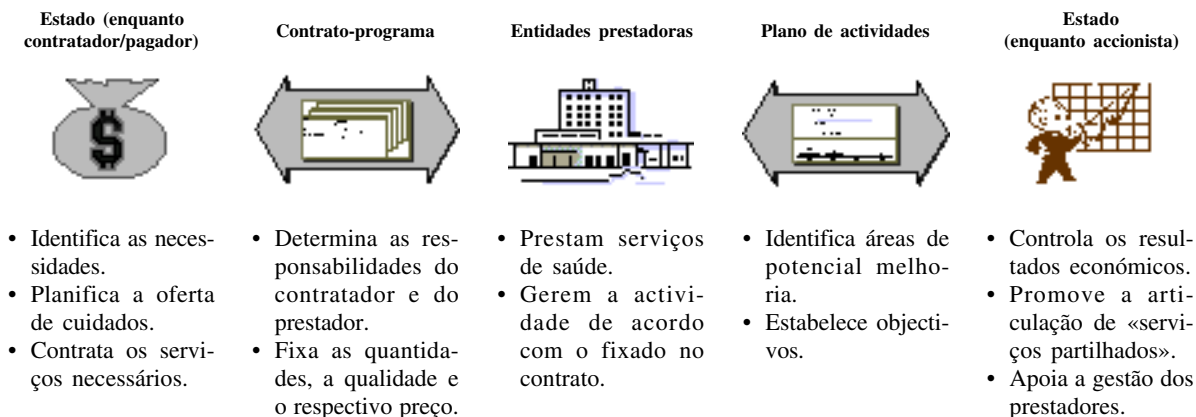 Estado (enquanto
contratador/pagador)
Contrato-programa
Entidades prestadoras
Plano de actividades
Estado
(enquanto accionista)
$
• Identifica as neces-
sidades.
• Planifica a oferta
de cuidados.
• Contrata os servi-
ços necessários.
• Determina as res-
ponsabilidades do
contratador e do
prestador.
• Fixa as quantida-
des, a qualidade e
o respectivo preço.
• Prestam serviços
de saúde.
• Gerem a activi-
dade de acordo
com o fixado no
contrato.
• Identifica áreas de
potencial melho-
ria.
• Estabelece objecti-
vos.
• Controla os resul-
tados económicos.
• Promove a arti-
culação de «servi-
ços partilhados».
• Apoia a gestão dos
prestadores.